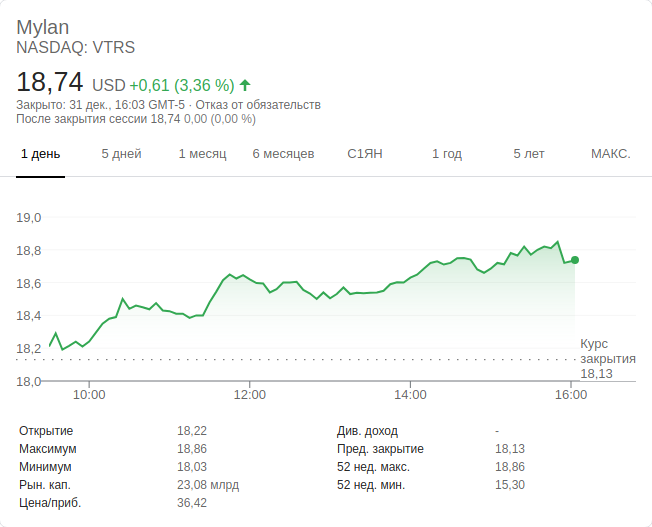 Mylan
NASDAQ: VTRS
18,74 USD +0,61 (3,36 %)
Закрыто: 31 дек., 16:03 GMT-5 · Отказ от обязательств
После закрытия сессии 18,74 0,00 (0,00 %)
1 день 5 дней 1 месяц 6 месяцев С1ЯН 1 год 5 лет МАКС.
19,0
18,8
18,6
18,4
18,2
18,0
Курс
закрытия
18,13
10:00 12:00 14:00 16:00
Открытие 18,22 Див. доход -
Максимум 18,86 Пред. закрытие 18,13
Минимум 18,03 52 нед. макс. 18,86
Рын. кап. 23,08 млрд 52 нед. мин. 15,30
Цена/приб. 36,42